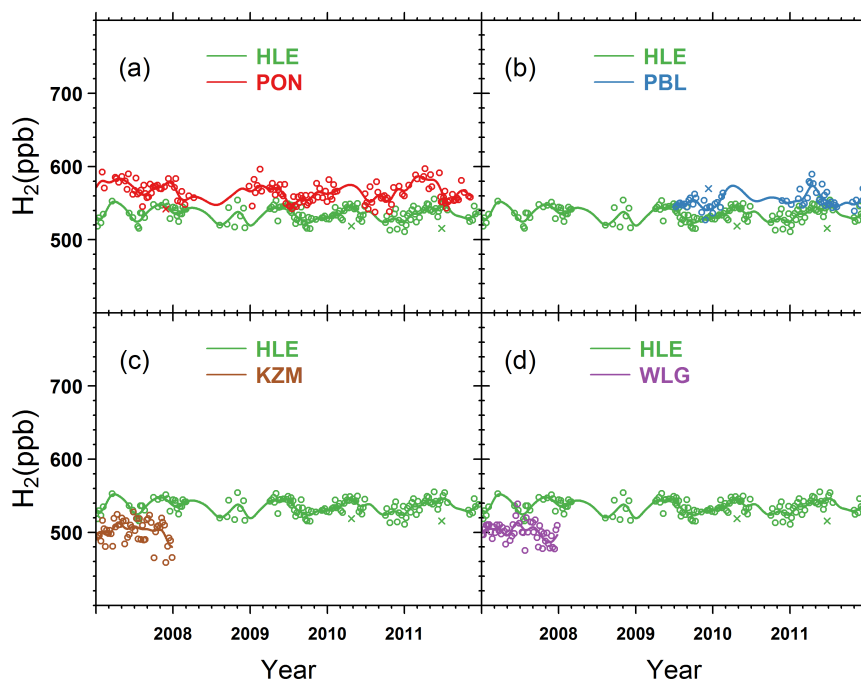 (a)
HLE
PON
(b)
HLE
PBL
700
600
500
H2(ppb)
(c)
HLE
KZM
(d)
HLE
WLG
700
600
500
H2(ppb)
2008 2009 2010 2011
2008 2009 2010 2011
Year
Year